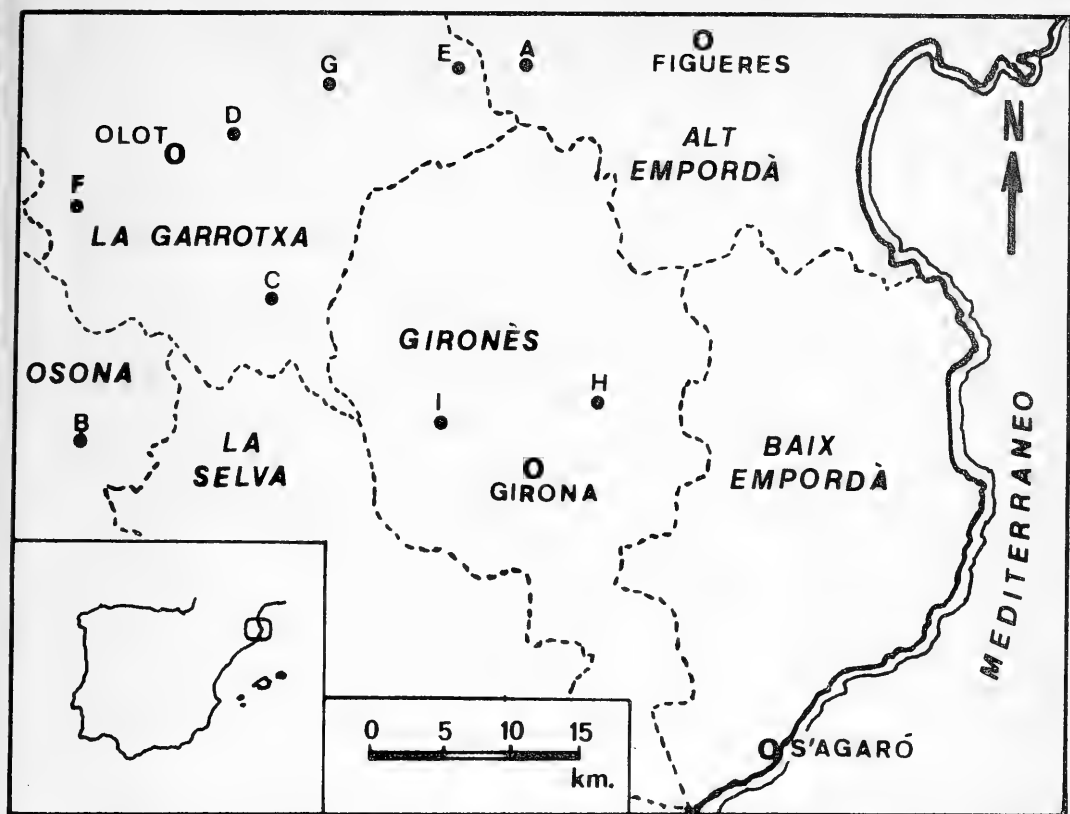 A
E
FIGUERES
G
D
OLOT
N
ALT
EMPORDÀ
F
LA GARROTXA
C
GIRONÈS
OSONA
H
I
B
LA
SELVA
BAIX
EMPORDÀ
GIRONA
MEDITERRANEO
0 5 10 15
km.
S'AGARÓ